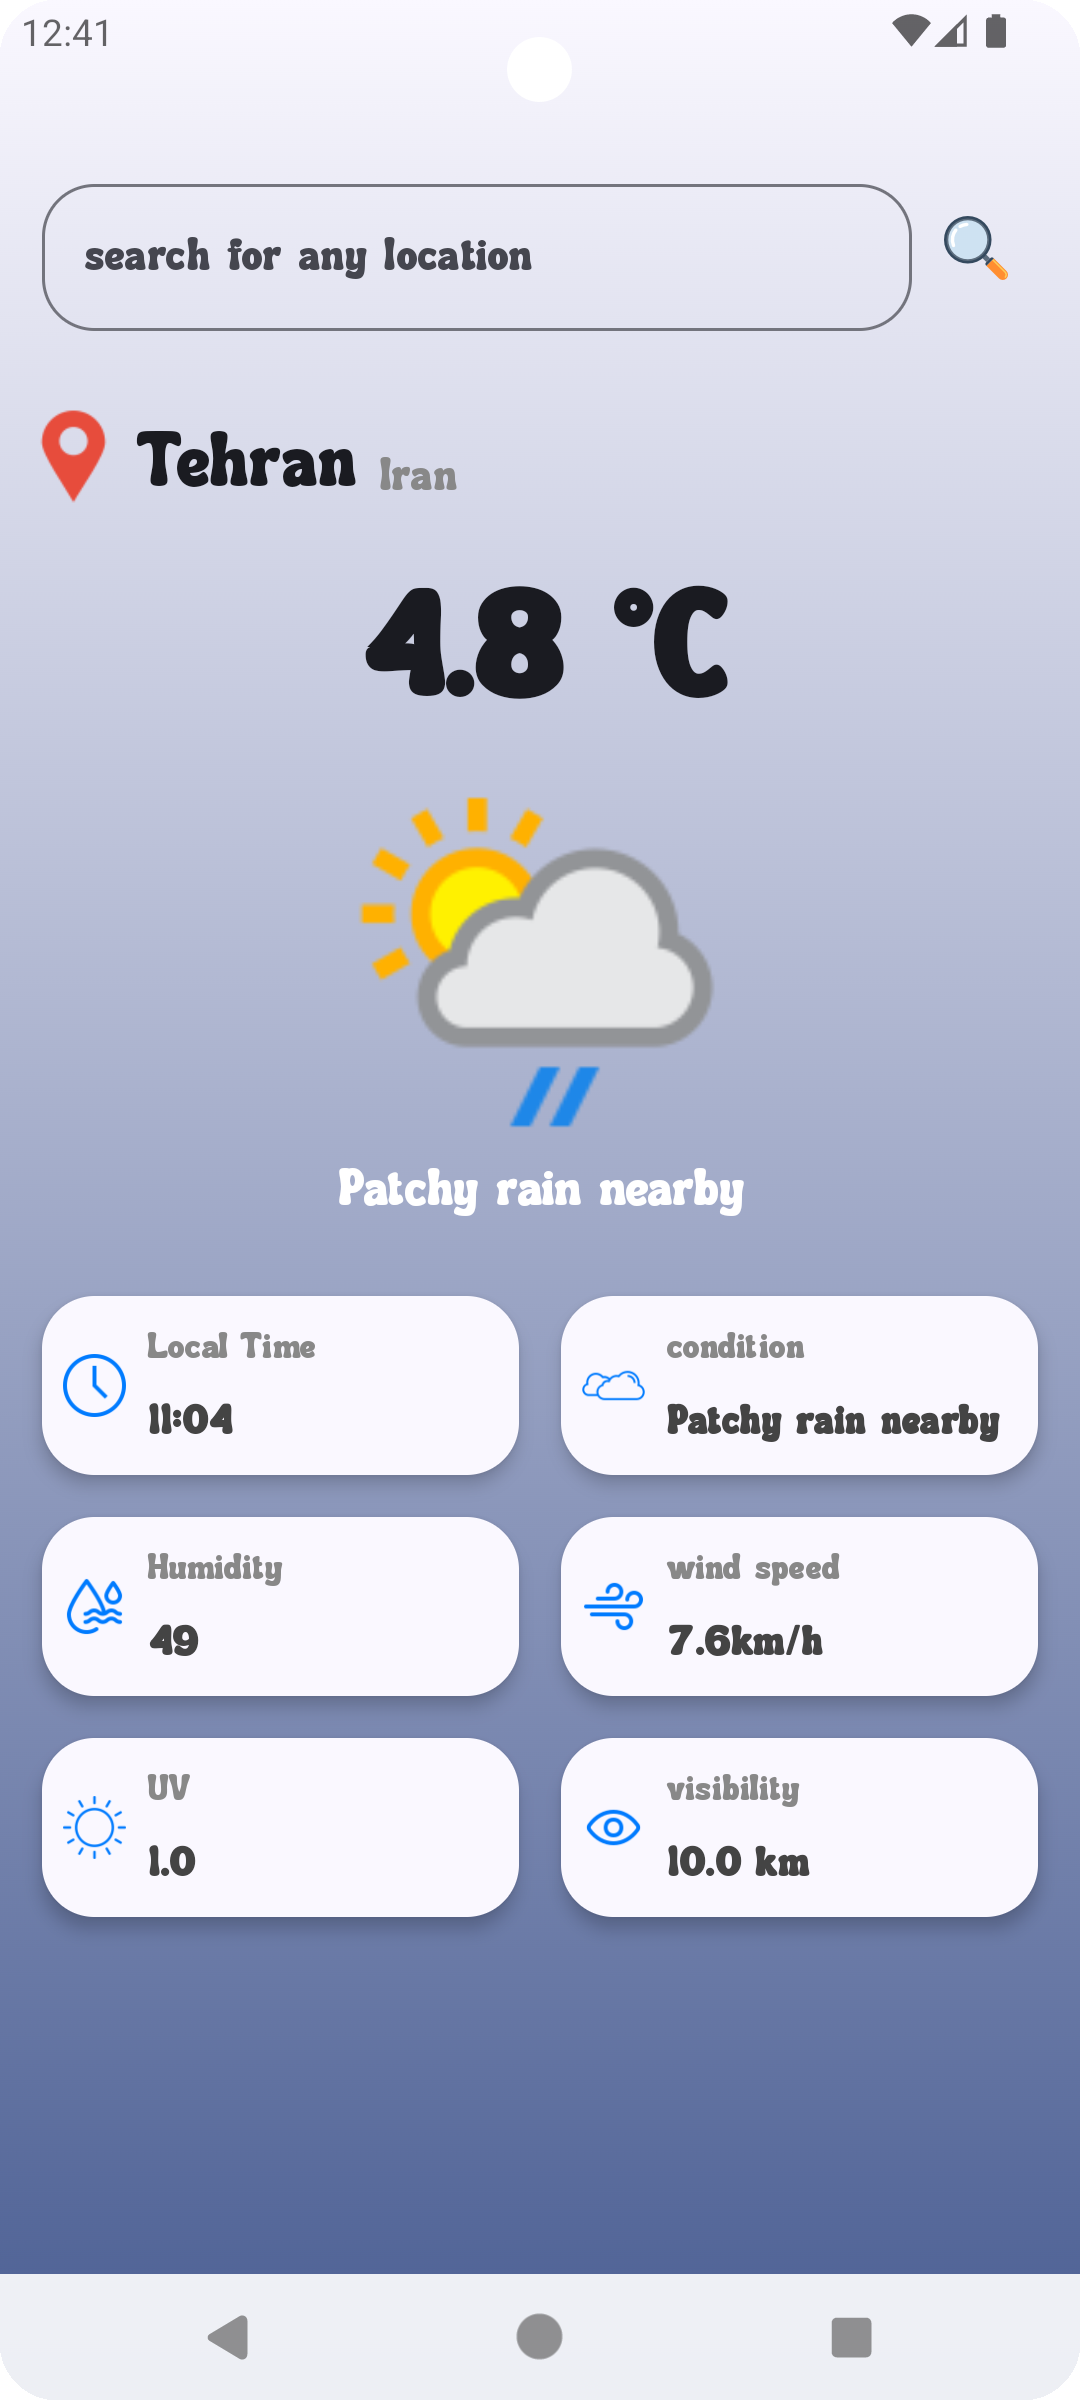 12:41
search for any location
Tehran Iran
4.8 °C
Patchy rain nearby
Local Time
11:04
condition
Patchy rain nearby
Humidity
49
wind speed
7.6km/h
UV
1.0
visibility
10.0 km